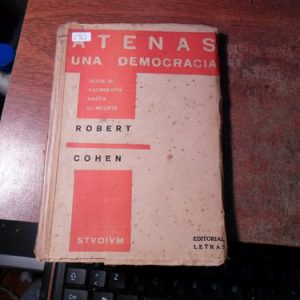 ATENAS
UNA DEMOCRACIA
DESDE SU
NACIMIENTO
HASTA
SU MUERTE
ROBERT
COHEN
STVDIVM
EDITORIAL
LETRAS